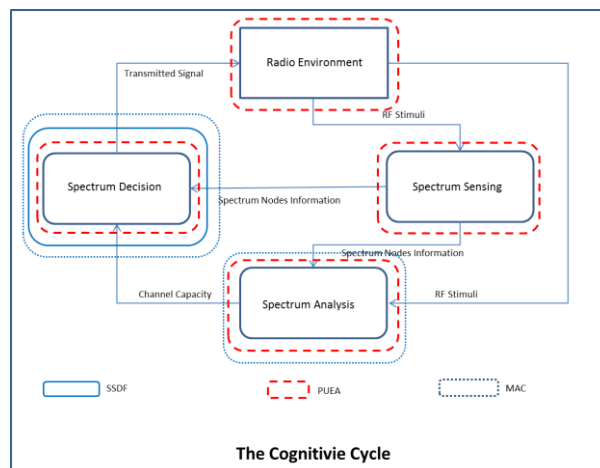 Radio Environment
Transmitted Signal
RF Stimuli
Spectrum Decision
Spectrum Sensing
Spectrum Nodes Information
Spectrum Nodes Information
Spectrum Analysis
Channel Capacity
RF Stimuli
SSDF
PUEA
MAC
The Cognitivie Cycle